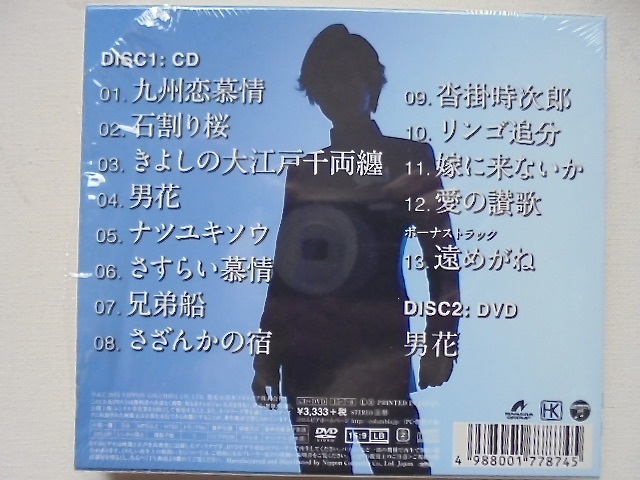 DISC1: CD
01. 九州恋慕情
02. 石割り桜
03. きよしの大江戸千両纏
04. 男花
05. ナツユキソウ
06. さすらい慕情
07. 兄弟船
08. さざんかの宿
09. 沓掛時次郎
10. リンゴ追分
11. 嫁に来ないか
12. 愛の讃歌
ボーナストラック
13. 遠めがね
DISC2: DVD
男花
¥3,333+税
STEREO
DVD
16:9 LB
2
HK
4 988001 778745